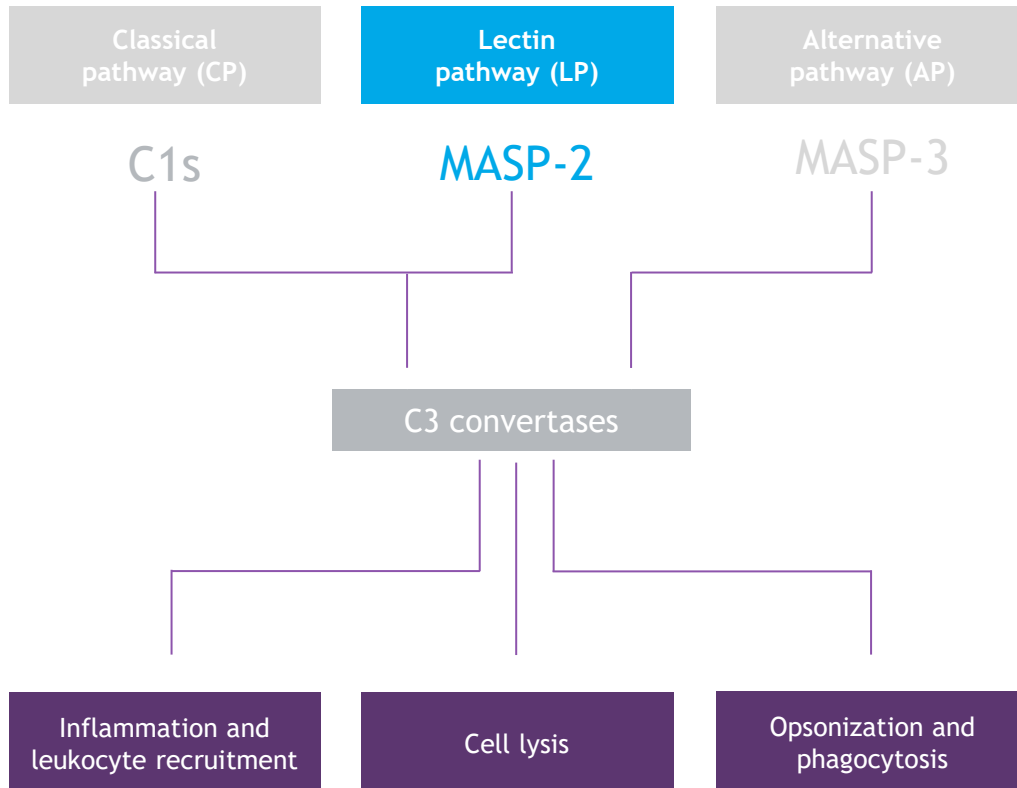 Classical
pathway (CP)
Lectin
pathway (LP)
Alternative
pathway (AP)
C1s
MASP-2
MASP-3
C3 convertases
Inflammation and
leukocyte recruitment
Cell lysis
Opsonization and
phagocytosis